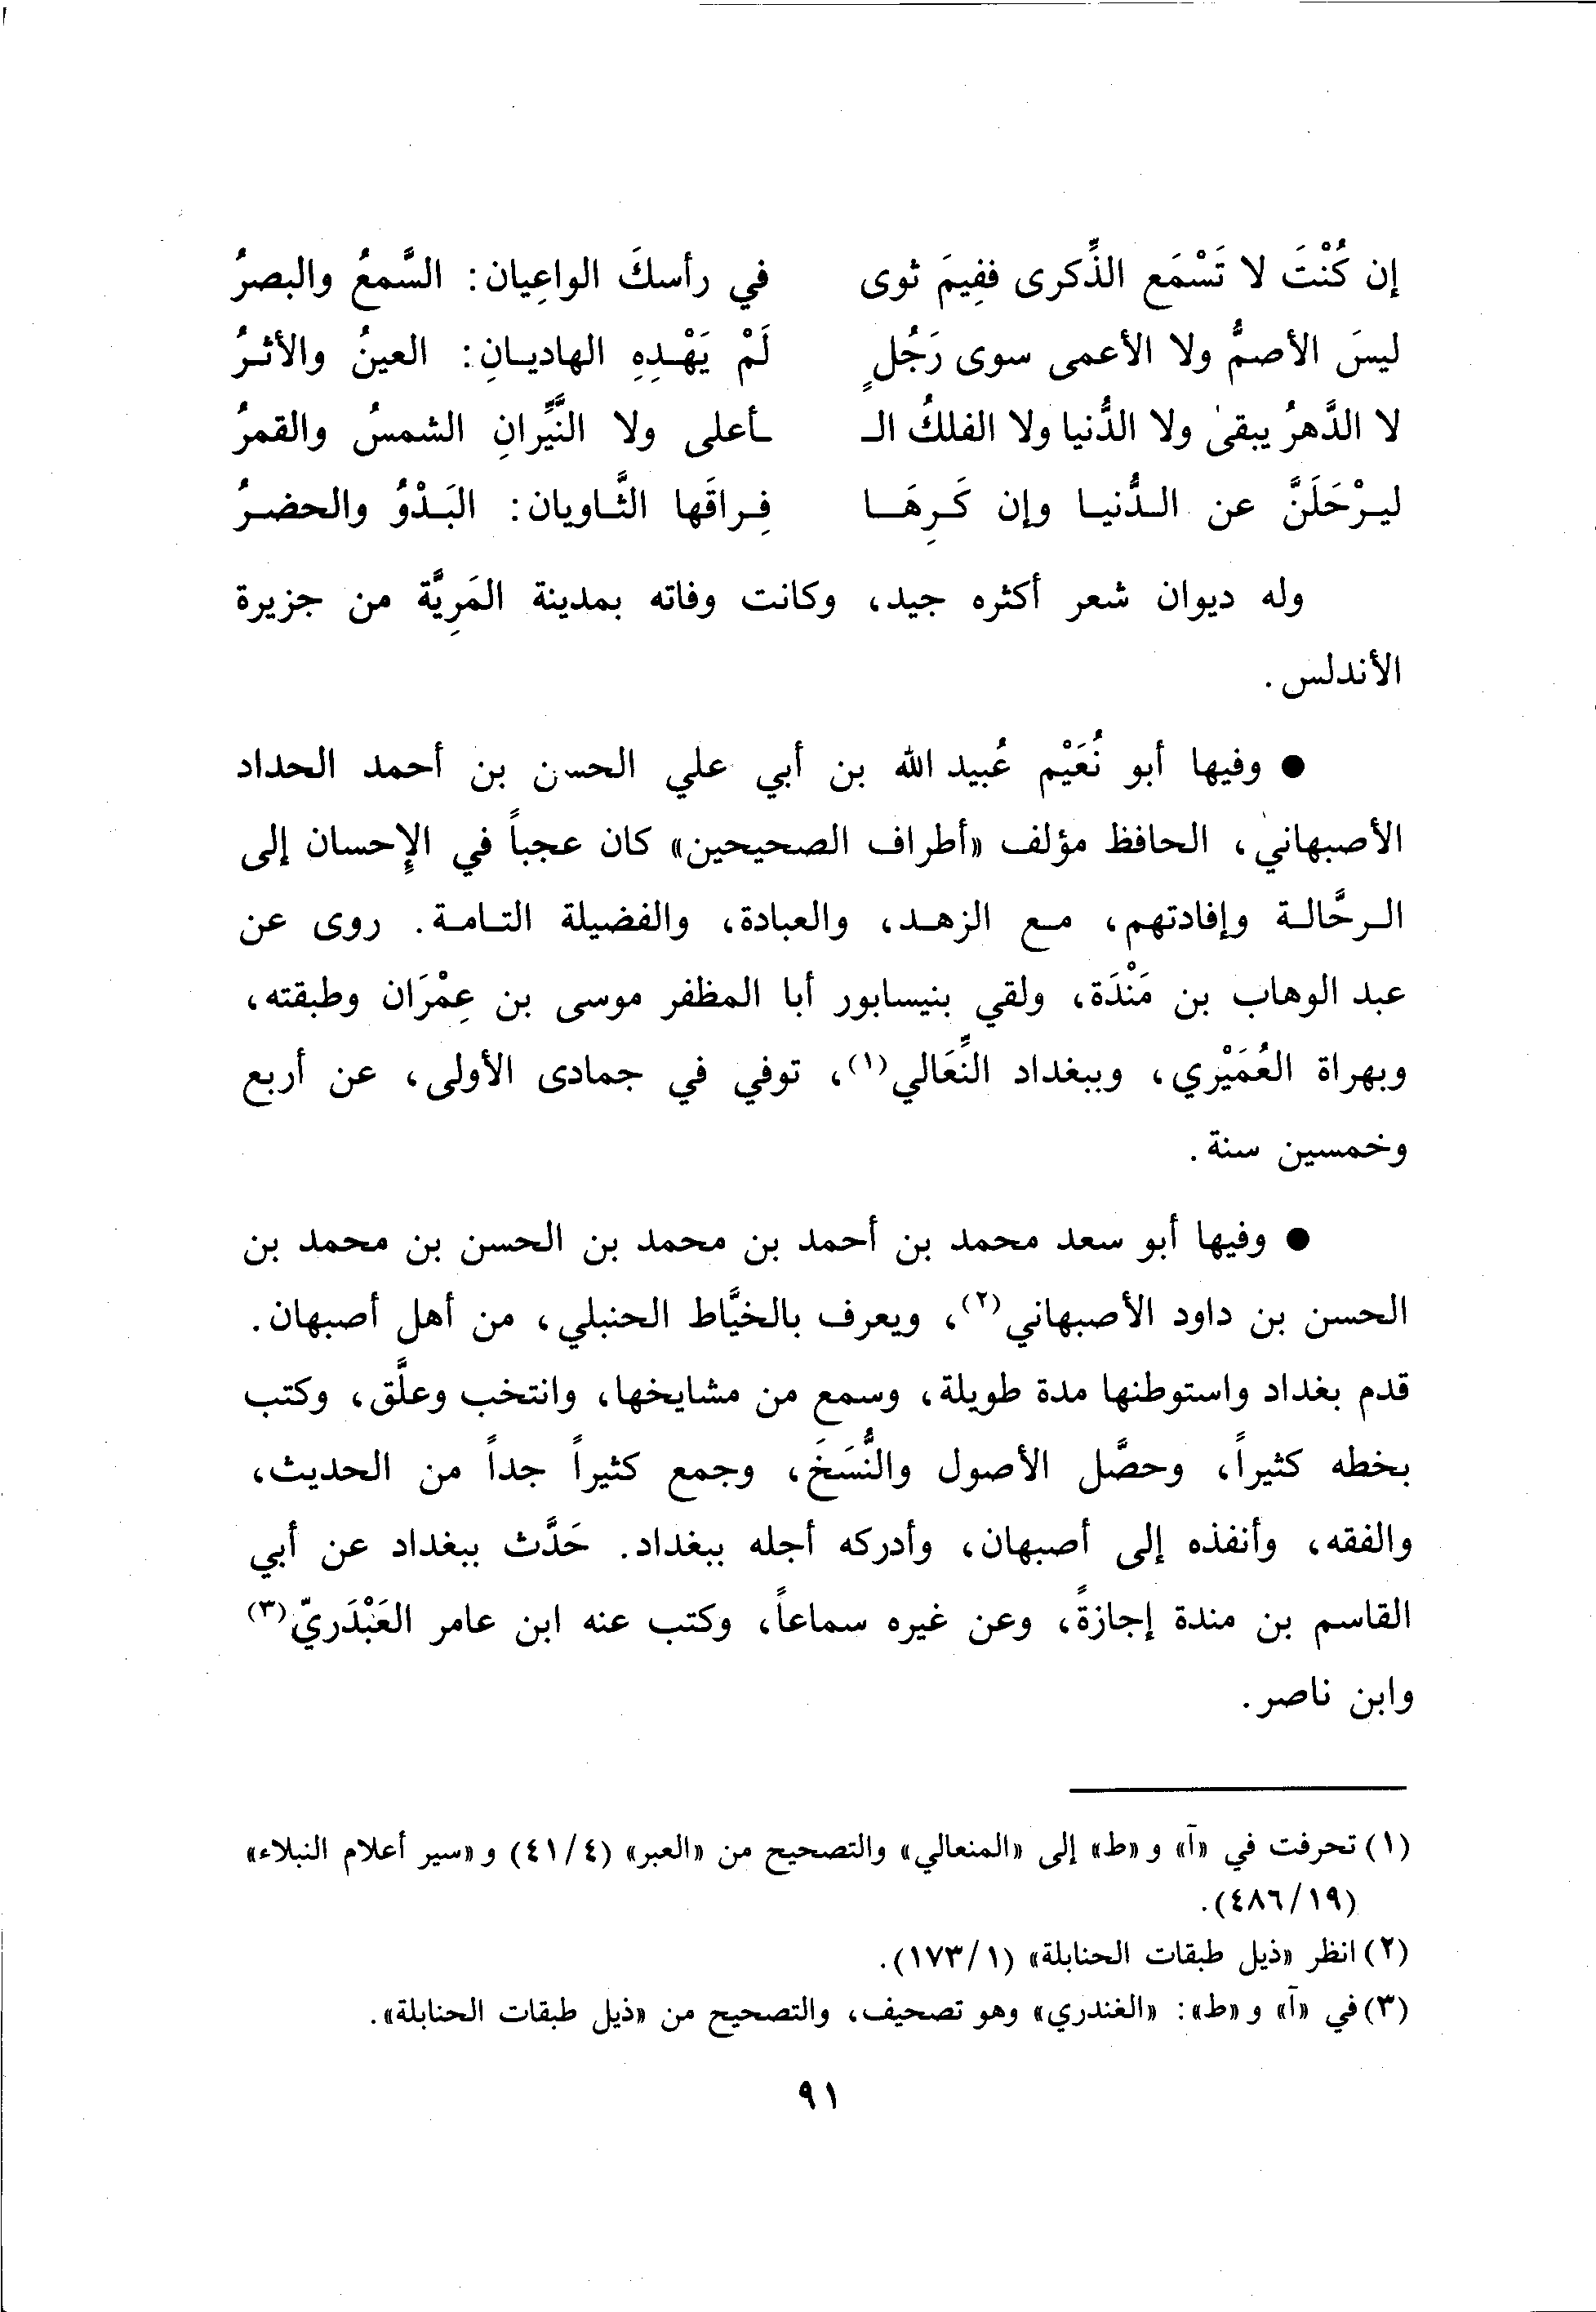 إن كُنْتَ لا تَسْمَع الذِّكرى ففِيمَ ثوى في رأسكَ الواعِيان: السَّمعُ والبصرُ
ليسَ الأصمُّ ولا الأعمى سوى رَجُلٍ لَمْ يَهْـدِهِ الهاديـانِ: العينُ والأثـرُ
لا الدَّهرُ يبقى ولا الدُّنيا ولا الفلكُ الـ ـأعلى ولا النَّيِّرانِ الشمسُ والقمرُ
ليـرْحَلَنَّ عن الـدُّنيـا وإن كَـرِهَـا فِـراقَها الثَّـاويان: البَـدْوُ والحضـرُ
وله ديوان شعر أكثره جيد، وكانت وفاته بمدينة المَرِيَّة من جزيرة
الأندلس.
● وفيها أبو نُعَيْم عُبيد الله بن أبي علي الحسن بن أحمد الحداد
الأصبهاني، الحافظ مؤلف «أطراف الصحيحين» كان عجباً في الإحسان إلى
الـرحَّالـة وإفادتهم، مـع الزهـد، والعبادة، والفضيلة التـامـة. روى عن
عبد الوهاب بن مَنْدَة، ولقي بنيسابور أبا المظفر موسى بن عِمْرَان وطبقته،
وبهراة العُمَيْري، وببغداد النِّعَالي(١)، توفي في جمادى الأولى، عن أربع
وخمسين سنة.
● وفيها أبو سعد محمد بن أحمد بن محمد بن الحسن بن محمد بن
الحسن بن داود الأصبهاني(٢)، ويعرف بالخيَّاط الحنبلي، من أهل أصبهان.
قدم بغداد واستوطنها مدة طويلة، وسمع من مشايخها، وانتخب وعلَّق، وكتب
بخطه كثيراً، وحصَّل الأصول والنُّسَخَ، وجمع كثيراً جداً من الحديث،
والفقه، وأنفذه إلى أصبهان، وأدركه أجله ببغداد. حَدَّث ببغداد عن أبي
القاسم بن مندة إجازةً، وعن غيره سماعاً، وكتب عنه ابن عامر العَبْدَريّ(٣)
وابن ناصر.
(١) تحرفت في «آ» و«ط» إلى «المنعالي» والتصحيح من «العبر» (٤/ ٤١) و«سير أعلام النبلاء»
(١٩/ ٤٨٦).
(٢) انظر «ذيل طبقات الحنابلة» (١/ ١٧٣).
(٣) في «آ» و«ط»: «الغندري» وهو تصحيف، والتصحيح من «ذيل طبقات الحنابلة».
٩١